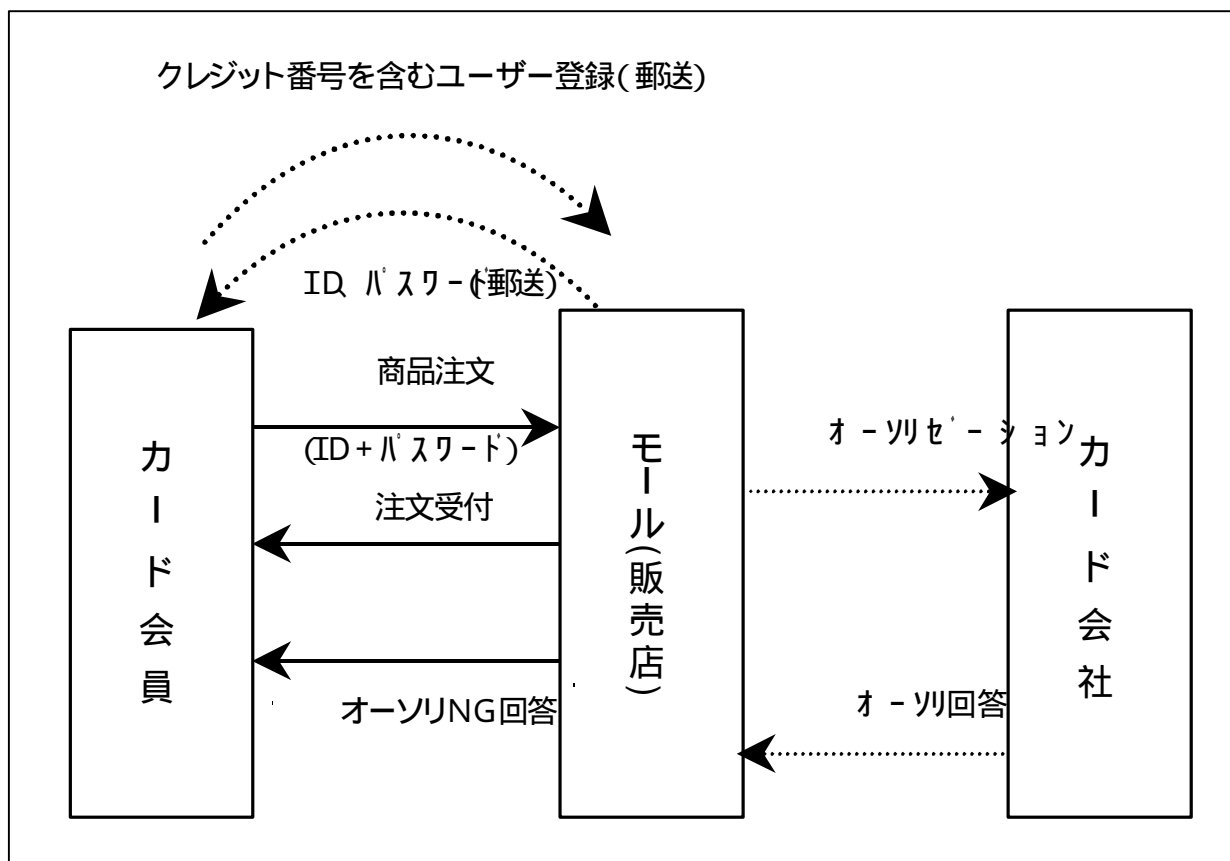 クレジット番号を含むユーザー登録(郵送)
ID、ﾊﾟｽﾜｰﾄﾞ(郵送)
商品注文
(ID+ﾊﾟｽﾜｰﾄﾞ)
注文受付
オーソリNG回答
ｵｰｿﾘｾﾞｰｼｮﾝ
ｵｰｿﾘ回答
カード会員
モール(販売店)
カード会社